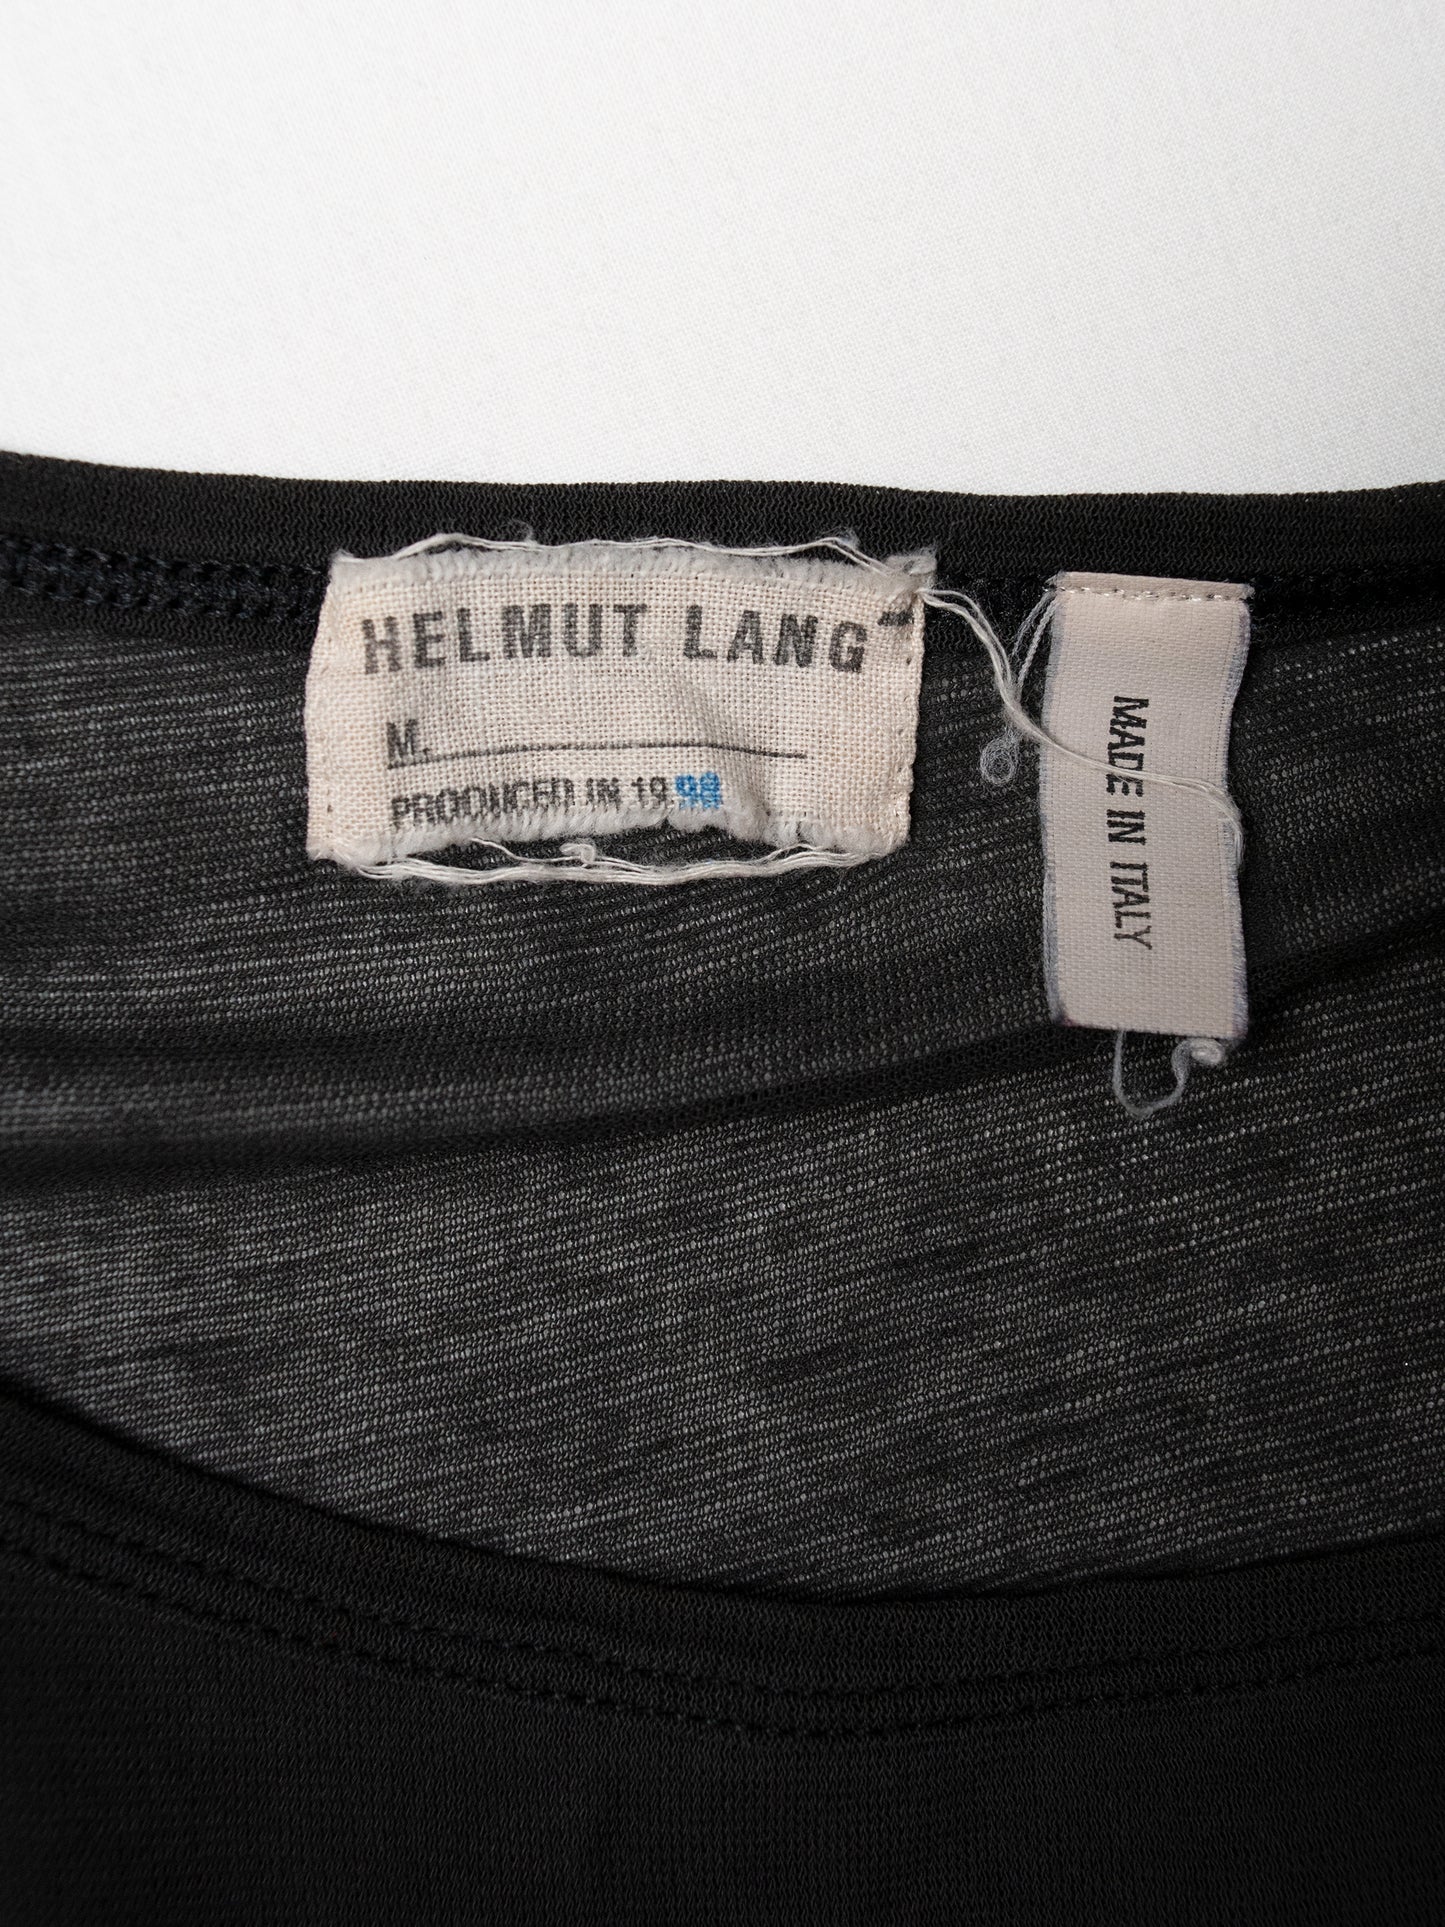 HELMUT LANG
M.
PRODUCED IN 1998
MADE IN ITALY